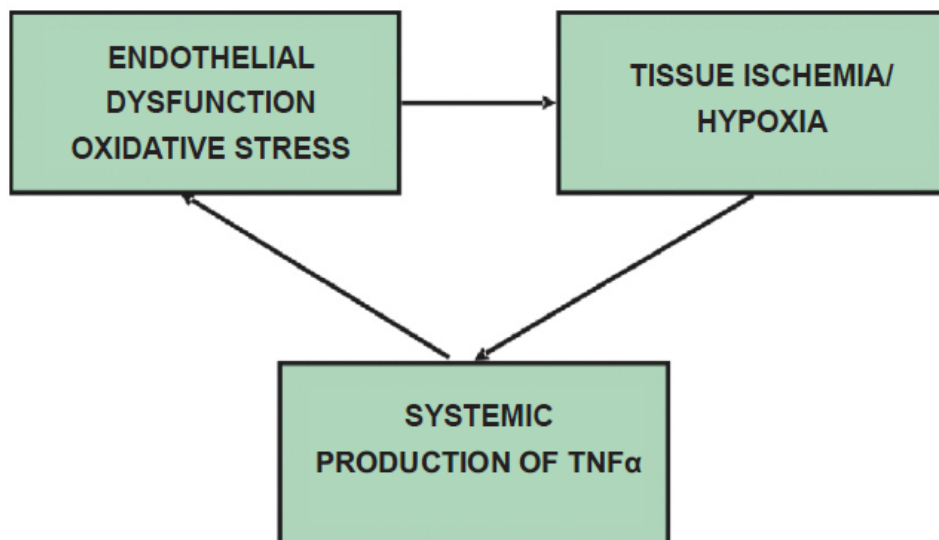 ENDOTHELIAL
DYSFUNCTION
OXIDATIVE STRESS
TISSUE ISCHEMIA/
HYPOXIA
SYSTEMIC
PRODUCTION OF TNFα